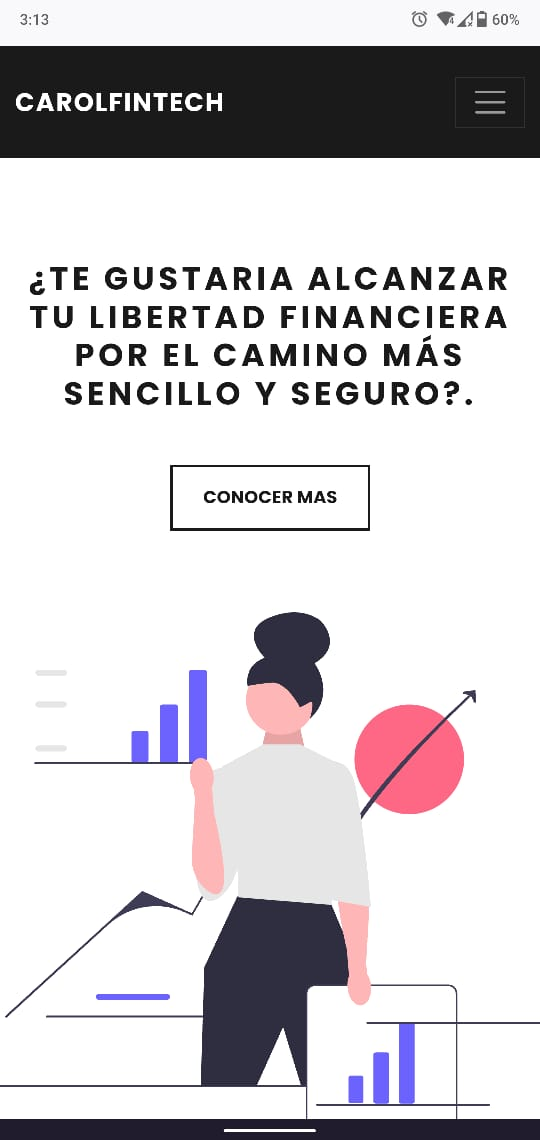 3:13
60%
CAROLFINTECH
¿TE GUSTARIA ALCANZAR
TU LIBERTAD FINANCIERA
POR EL CAMINO MÁS
SENCILLO Y SEGURO?.
CONOCER MAS